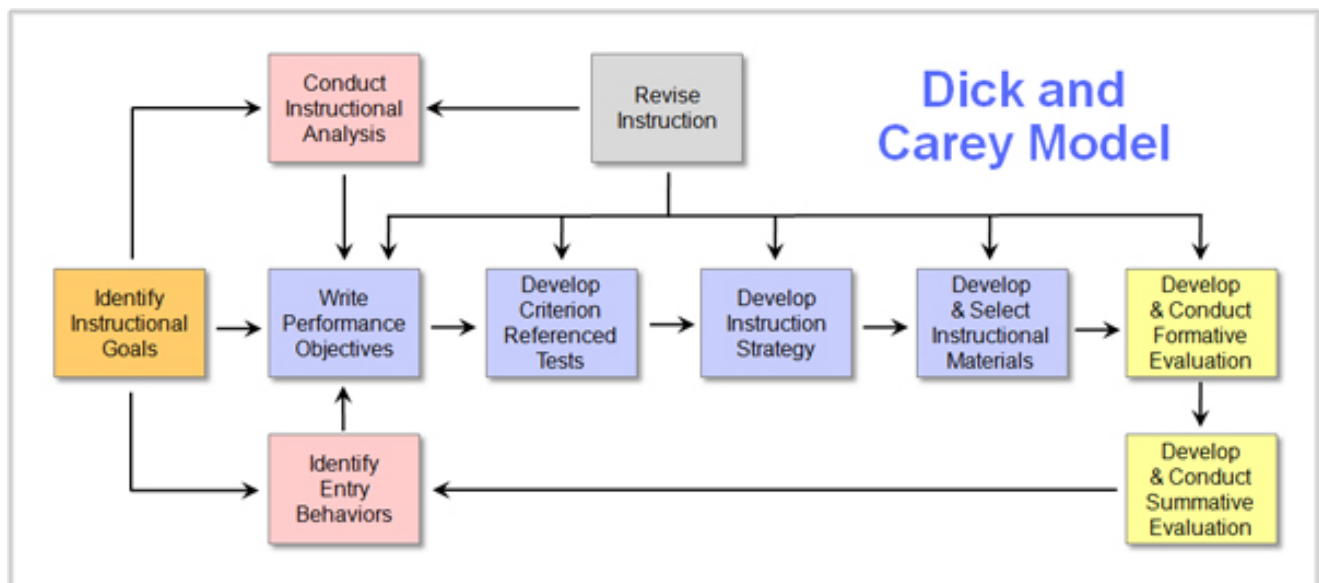 Conduct
Instructional
Analysis
Revise
Instruction
Dick and
Carey Model
Identify
Instructional
Goals
Write
Performance
Objectives
Develop
Criterion
Referenced
Tests
Develop
Instruction
Strategy
Develop
& Select
Instructional
Materials
Develop
& Conduct
Formative
Evaluation
Identify
Entry
Behaviors
Develop
& Conduct
Summative
Evaluation